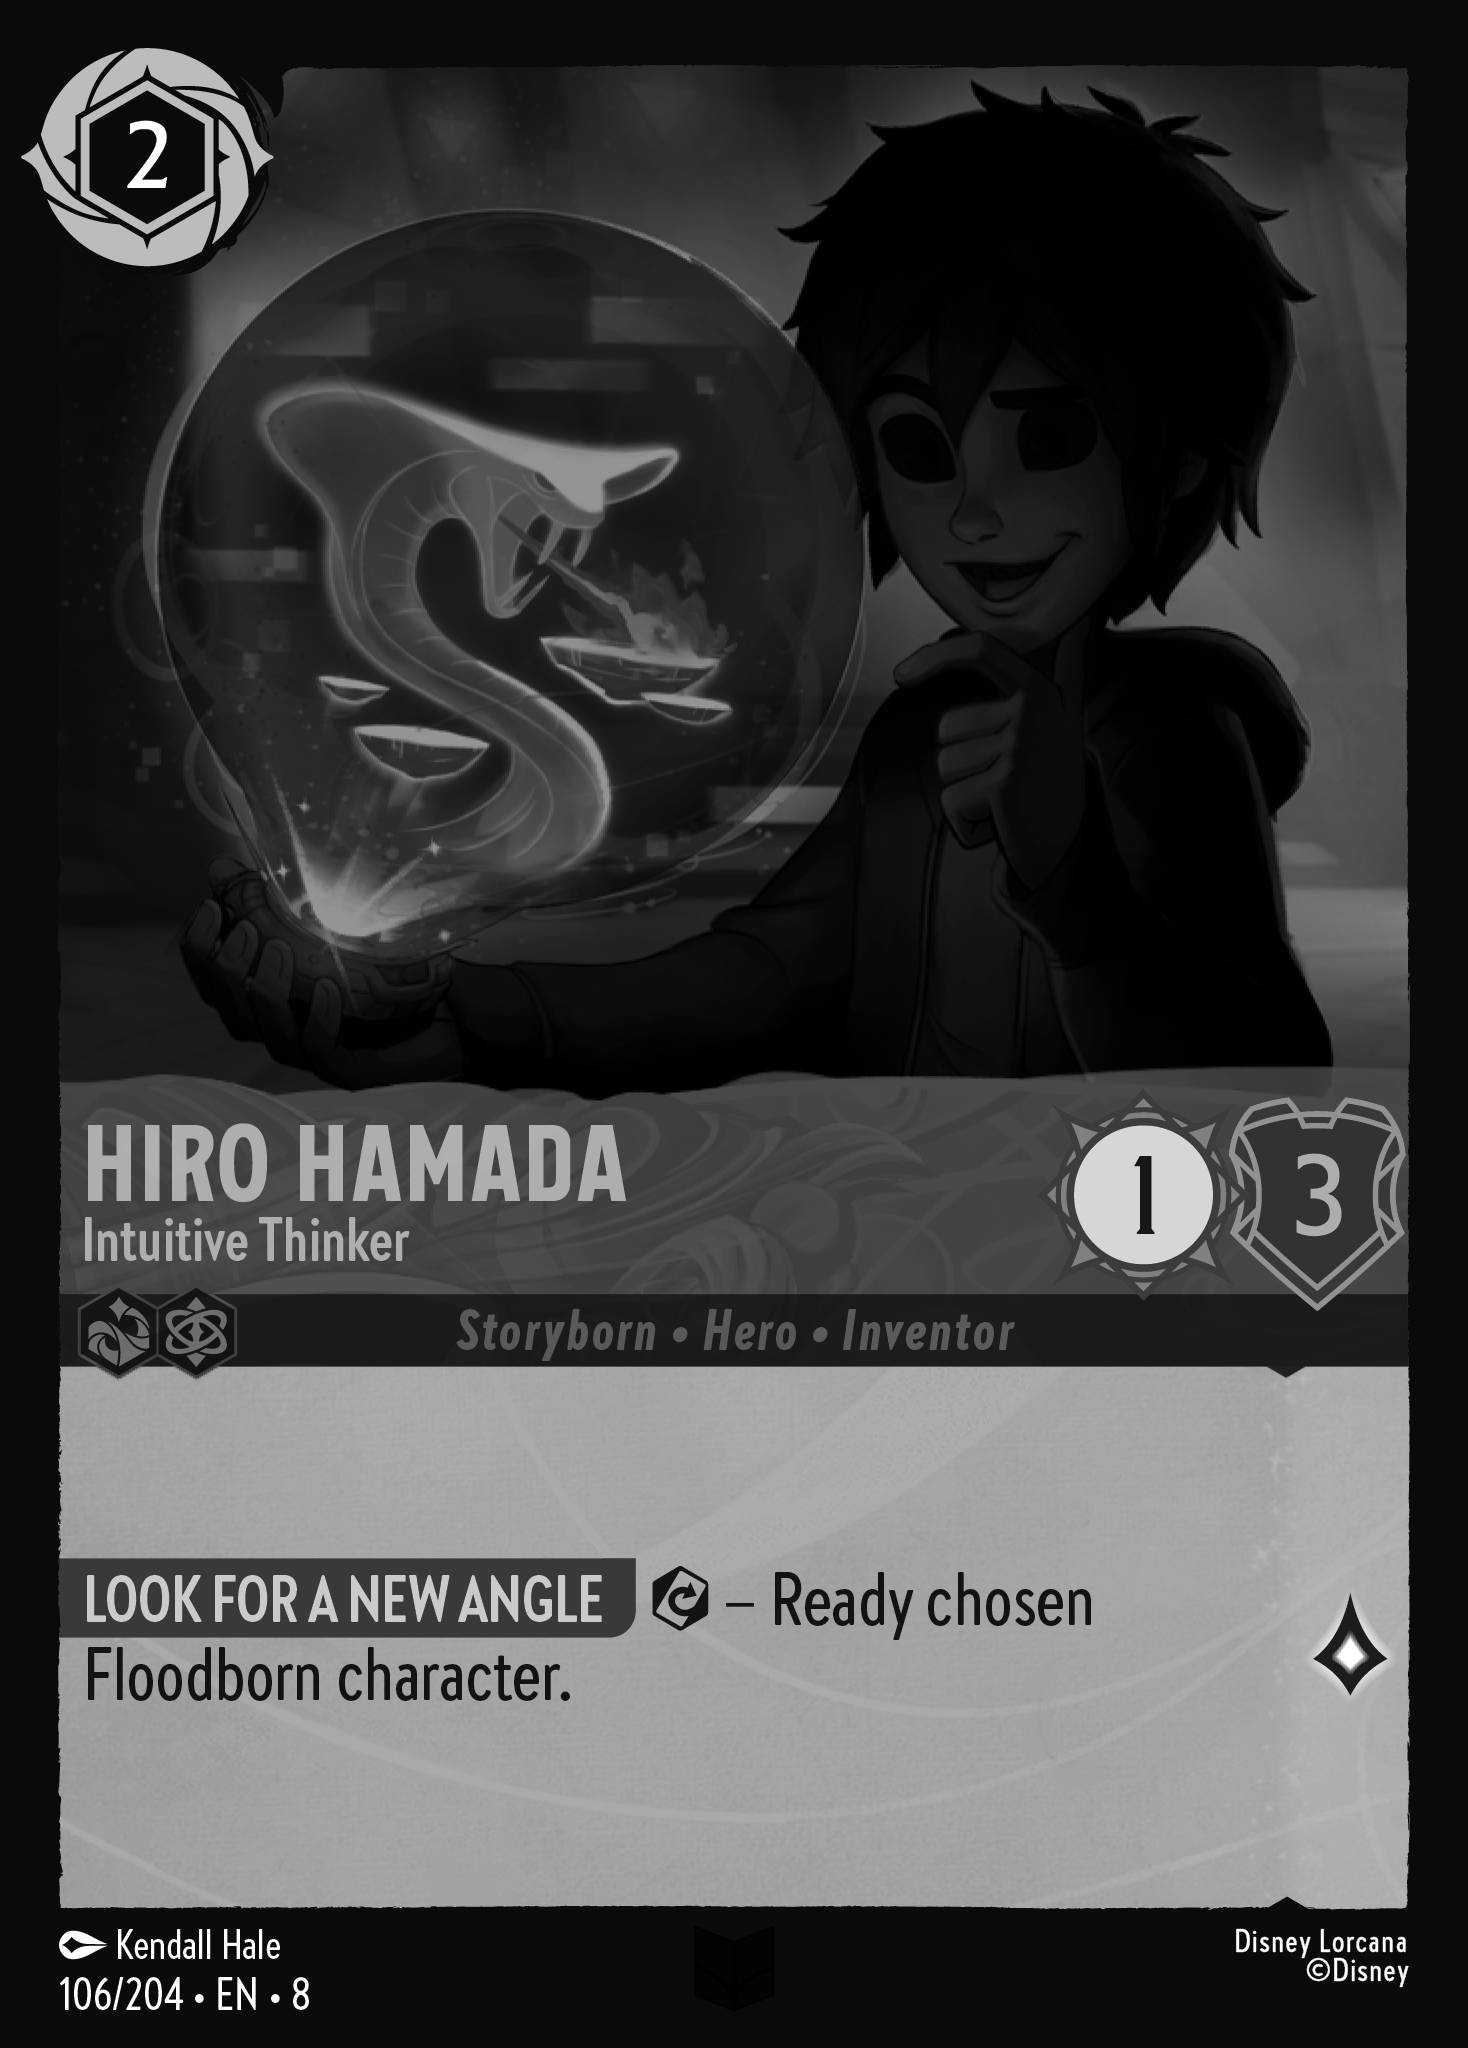 2
HIRO HAMADA
Intuitive Thinker
1
3
Storyborn • Hero • Inventor
LOOK FOR A NEW ANGLE – Ready chosen
Floodborn character.
Kendall Hale
106/204 • EN • 8
Disney Lorcana
©Disney